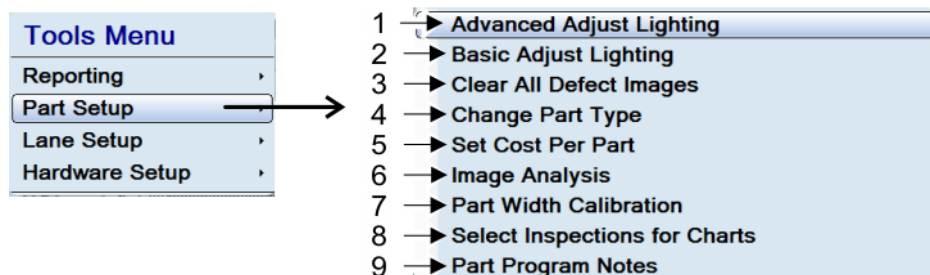 Tools Menu
Reporting
Part Setup
Lane Setup
Hardware Setup
1 Advanced Adjust Lighting
2 Basic Adjust Lighting
3 Clear All Defect Images
4 Change Part Type
5 Set Cost Per Part
6 Image Analysis
7 Part Width Calibration
8 Select Inspections for Charts
9 Part Program Notes